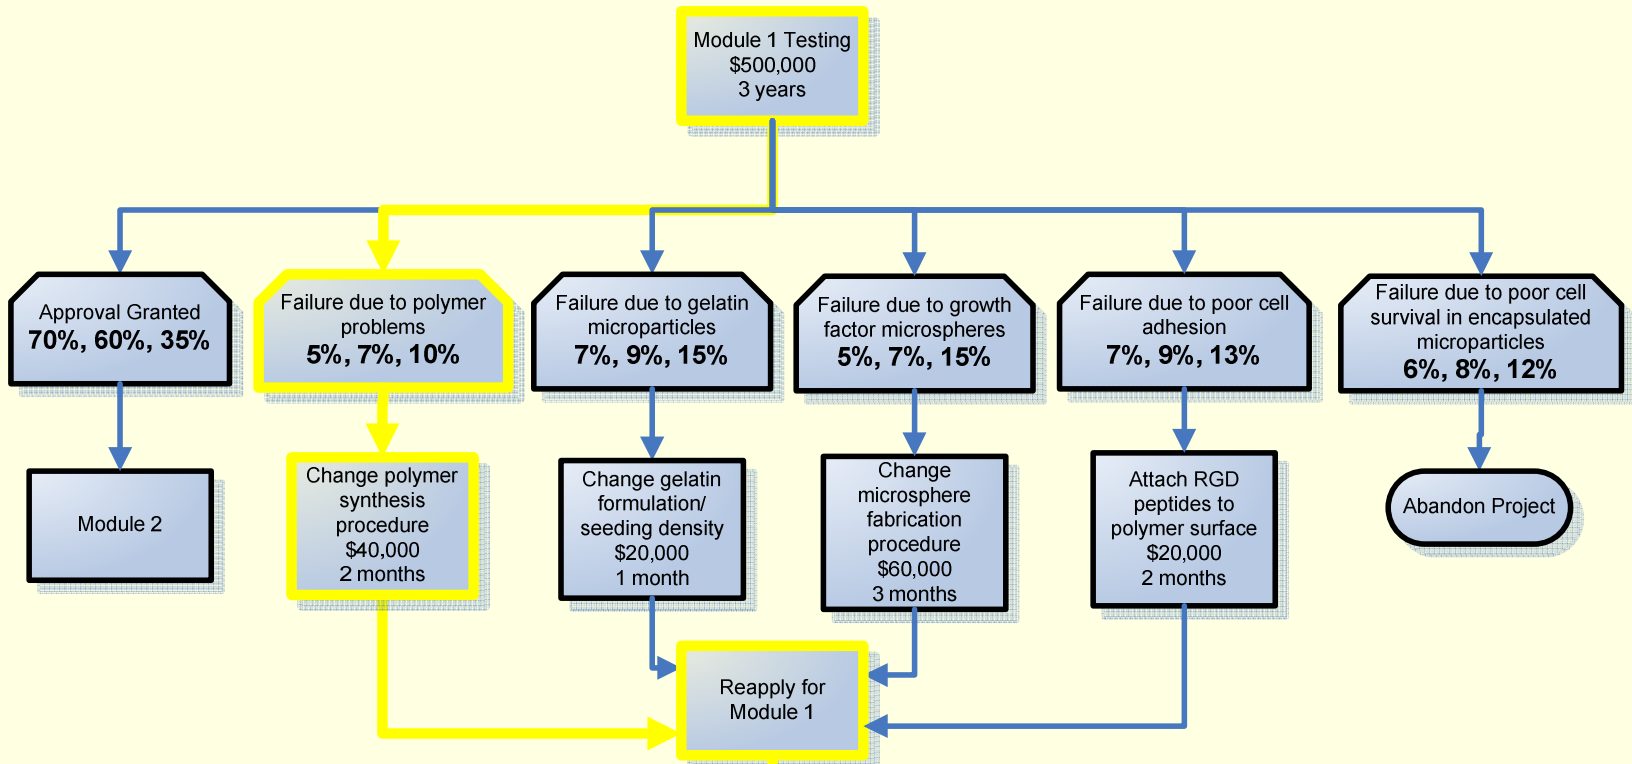 Module 1 Testing
$500,000
3 years
Approval Granted
70%, 60%, 35%
Failure due to polymer
problems
5%, 7%, 10%
Failure due to gelatin
microparticles
7%, 9%, 15%
Failure due to growth
factor microspheres
5%, 7%, 15%
Failure due to poor cell
adhesion
7%, 9%, 13%
Failure due to poor cell
survival in encapsulated
microparticles
6%, 8%, 12%
Module 2
Change polymer
synthesis
procedure
$40,000
2 months
Change gelatin
formulation/
seeding density
$20,000
1 month
Change
microsphere
fabrication
procedure
$60,000
3 months
Attach RGD
peptides to
polymer surface
$20,000
2 months
Abandon Project
Reapply for
Module 1